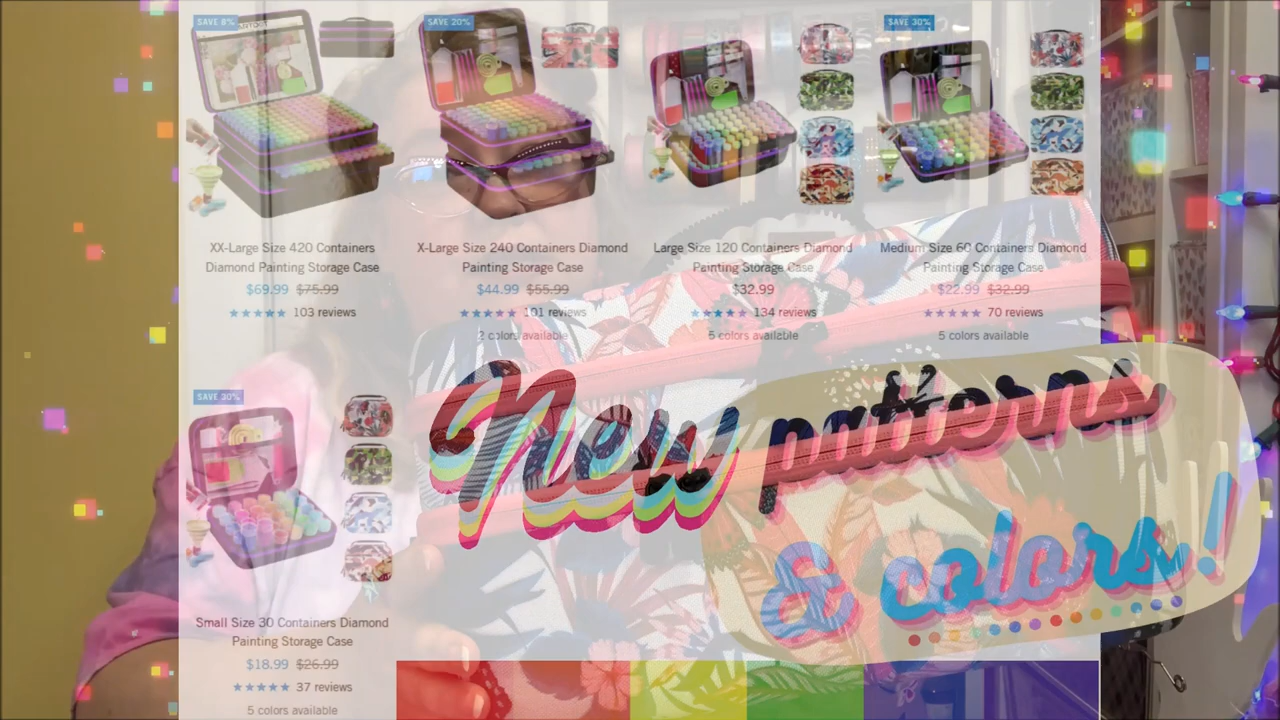 SAVE 8%
SAVE 20%
SAVE 30%
XX-Large Size 420 Containers
Diamond Painting Storage Case
$69.99 $75.99
103 reviews
X-Large Size 240 Containers Diamond
Painting Storage Case
$44.99 $55.99
191 reviews
2 colors available
Large Size 120 Containers Diamond
Painting Storage Case
$32.99
134 reviews
5 colors available
Medium Size 60 Containers Diamond
Painting Storage Case
$22.99 $32.99
70 reviews
5 colors available
New patterns
& colors!
SAVE 30%
Small Size 30 Containers Diamond
Painting Storage Case
$18.99 $26.99
37 reviews
5 colors available